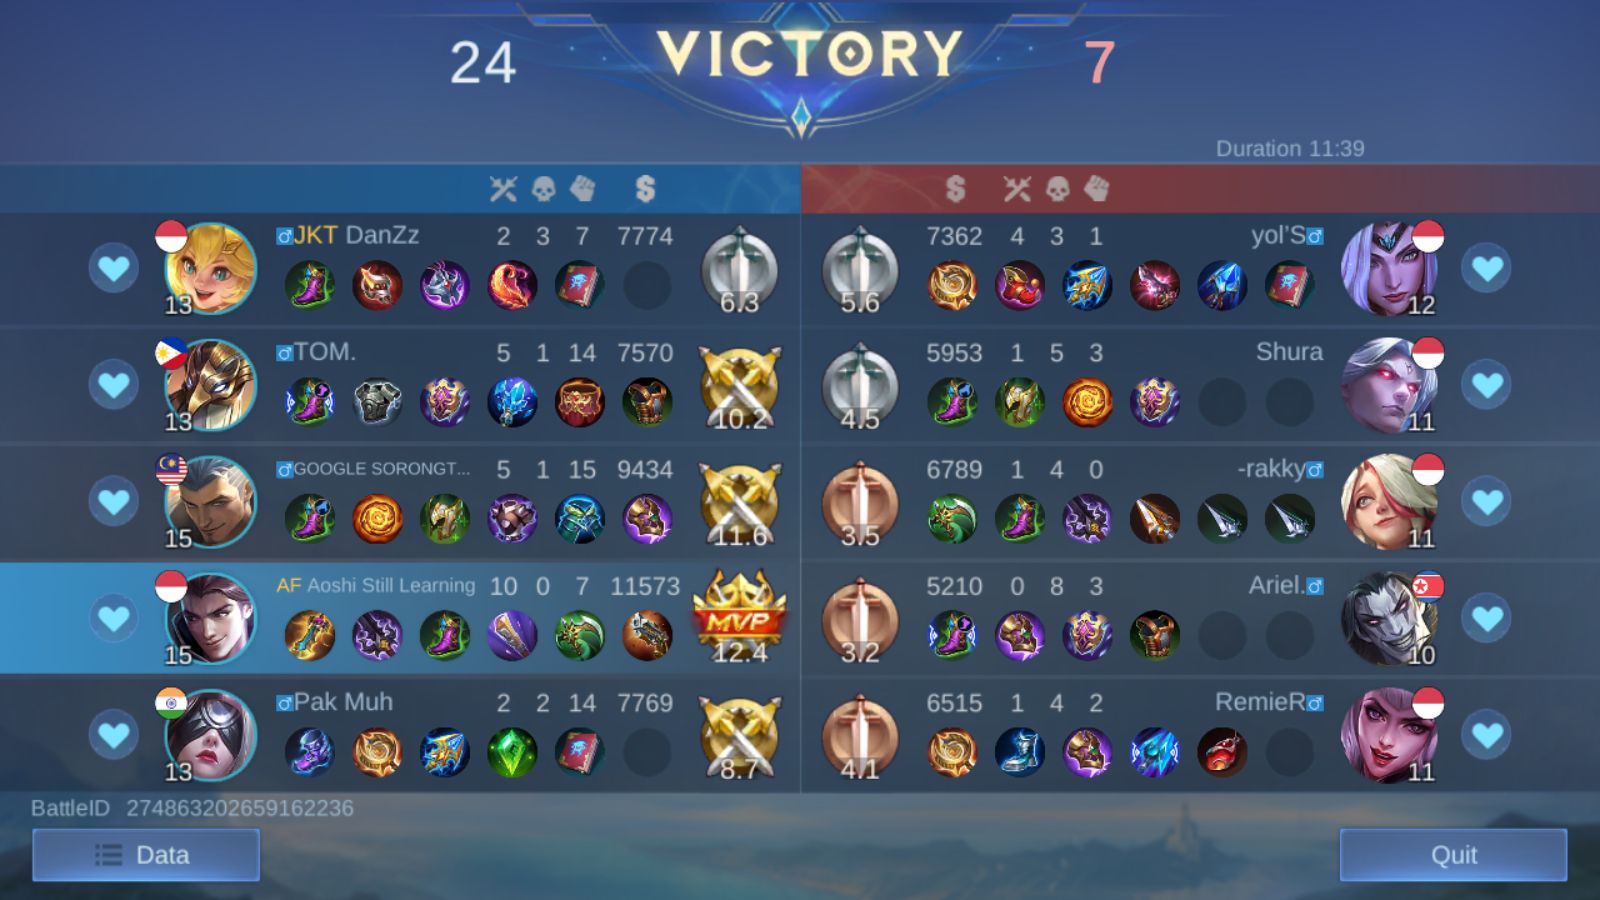 24 VICTORY 7
Duration 11:39
JKT DanZz 2 3 7 7774
13 6.3
7362 4 3 1 yol'S
5.6 12
TOM. 5 1 14 7570
13 10.2
5953 1 5 3 Shura
4.5 11
GOOGLE SORONGT... 5 1 15 9434
15 11.6
6789 1 4 0 -rakky
3.5 11
AF Aoshi Still Learning 10 0 7 11573
MVP
15 12.4
5210 0 8 3 Ariel.
3.2 10
Pak Muh 2 2 14 7769
13 8.7
6515 1 4 2 RemieR
4.1 11
BattleID 274863202659162236
Data
Quit